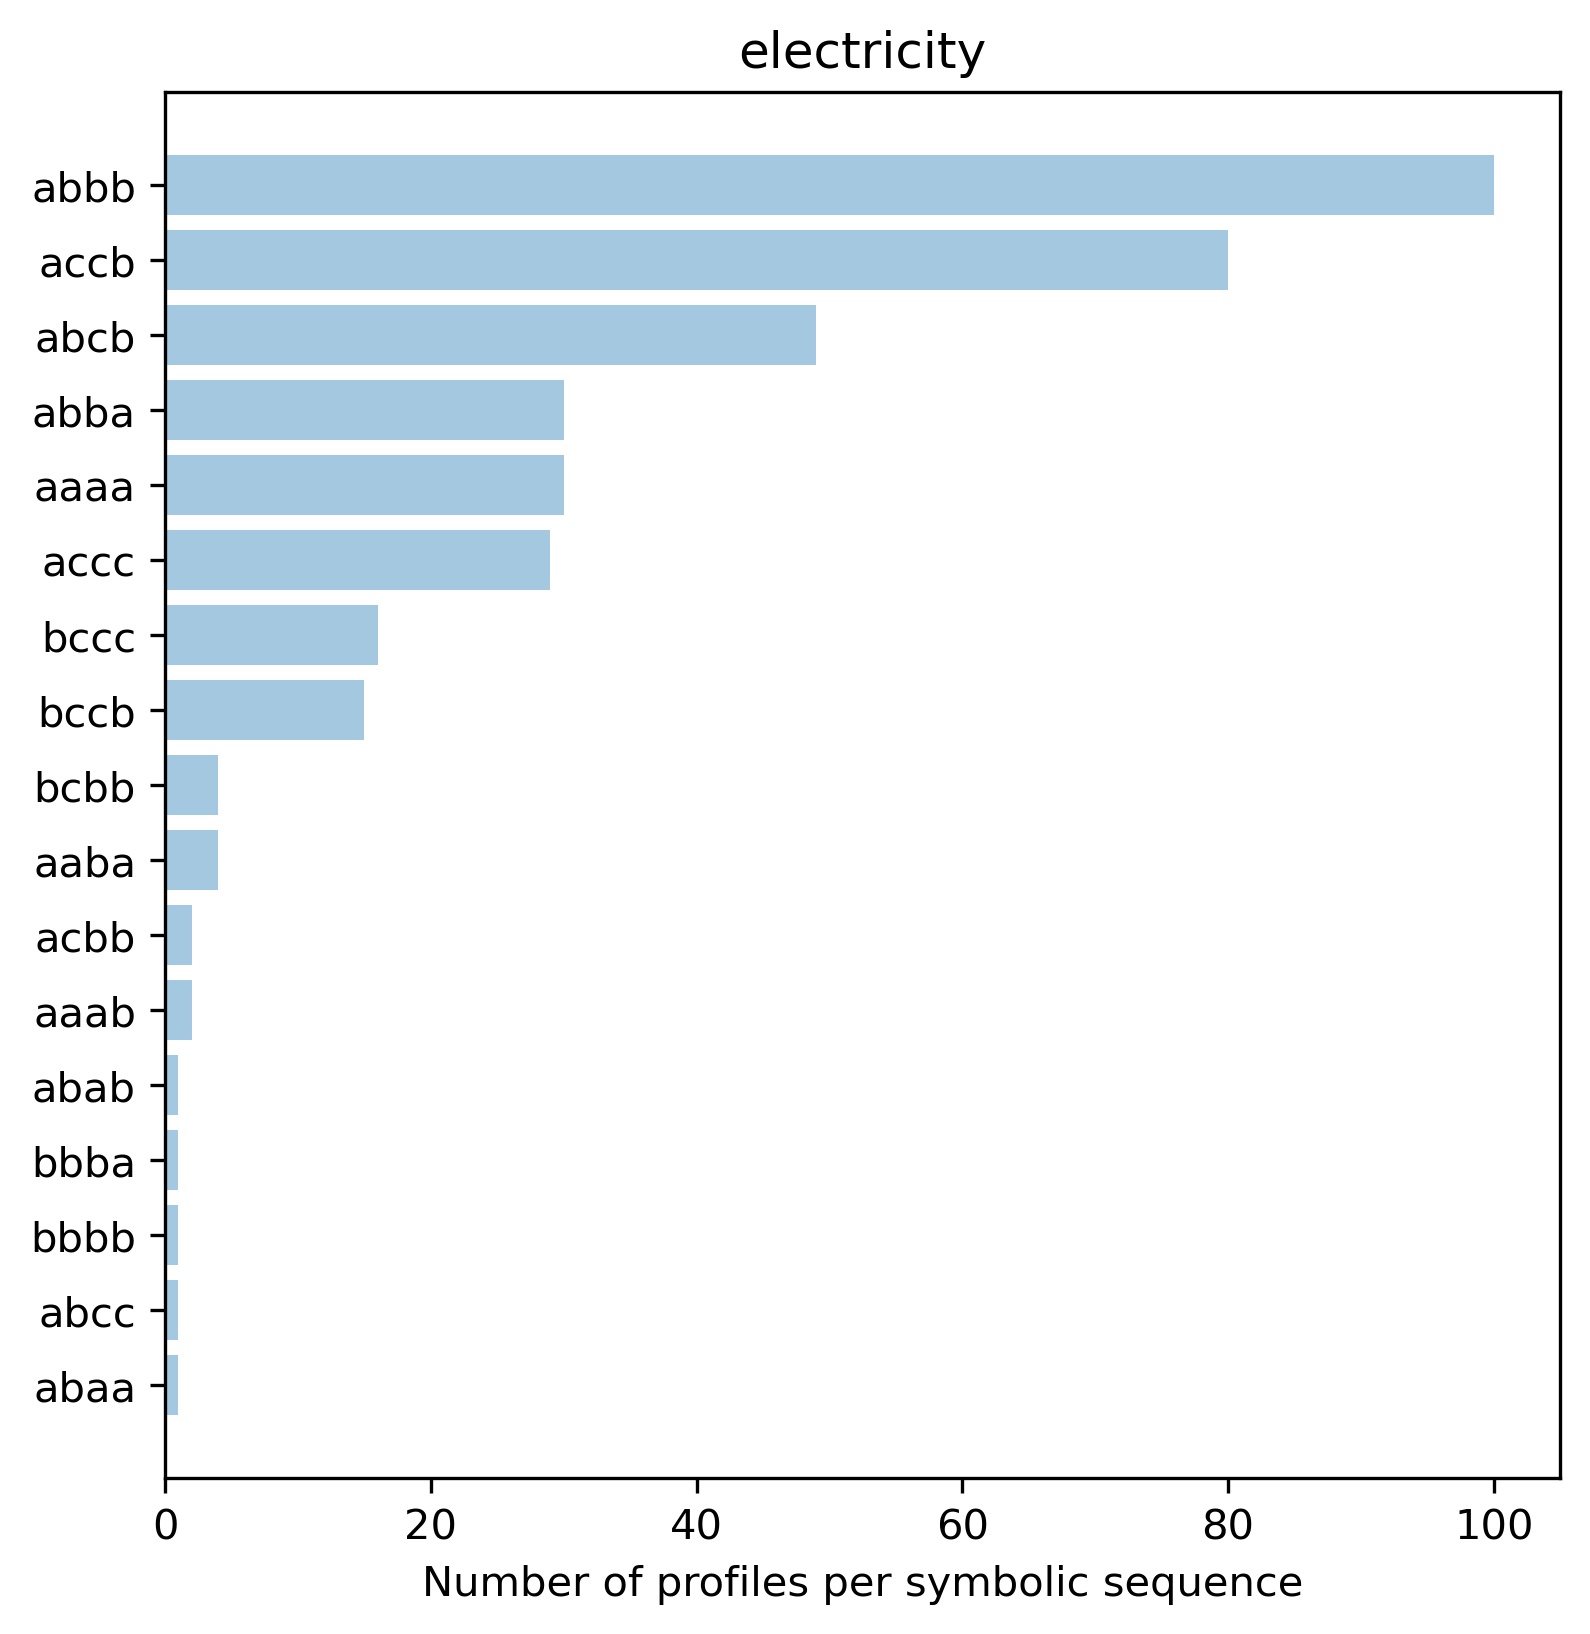 electricity
abbb
accb
abcb
abba
aaaa
accc
bccc
bccb
bcbb
aaba
acbb
aaab
abab
bbba
bbbb
abcc
abaa
0 20 40 60 80 100
Number of profiles per symbolic sequence